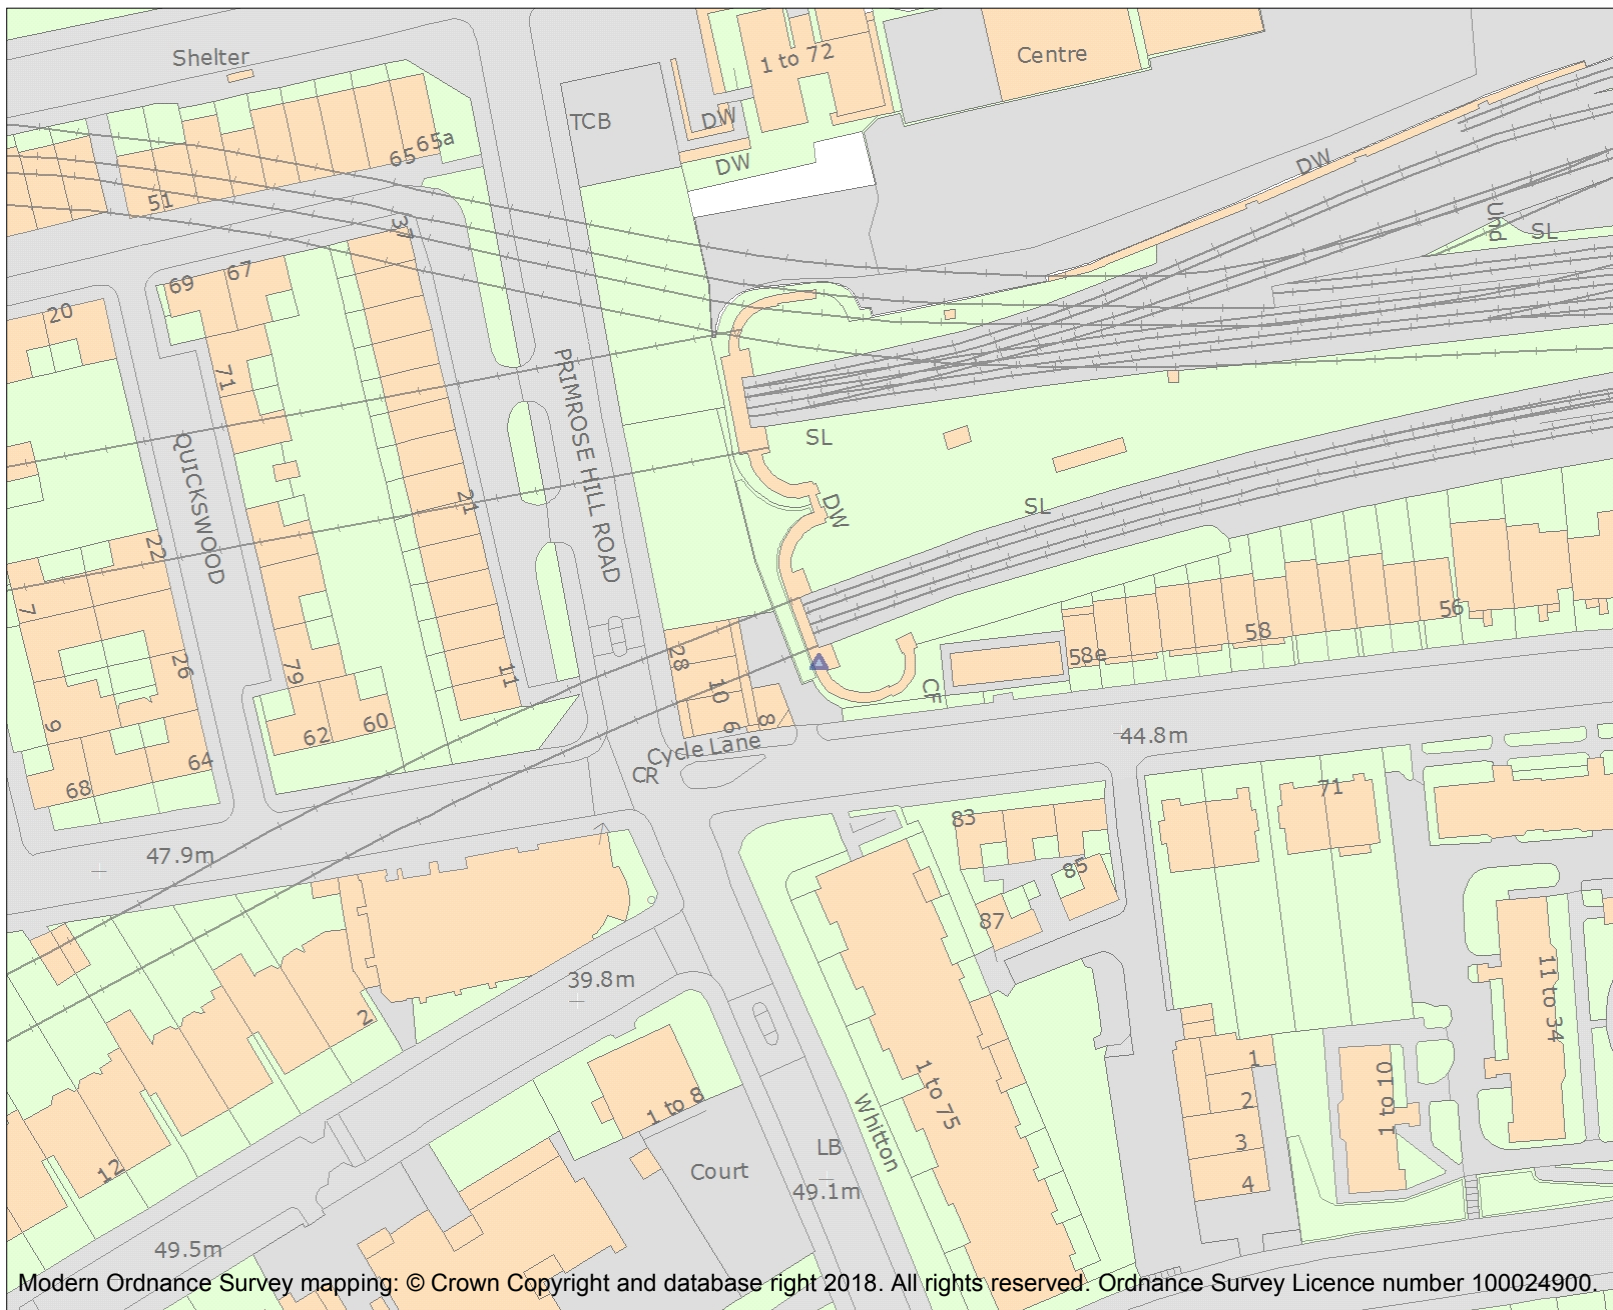 Shelter
1 to 72
Centre
TCB
DW
DW
DW
65
65a
51
37
Und
SL
69
67
20
71
PRIMROSE HILL ROAD
QUICKSWOOD
SL
21
DW
SL
22
7
56
58
58e
28
26
79
11
10
CF
9
62
60
6
8
Cycle Lane
CR
44.8m
64
68
71
83
47.9m
85
87
39.8m
11 to 34
2
1
1 to 10
1 to 75
2
1 to 8
Whitton
3
LB
12
Court
4
49.1m
49.5m
Modern Ordnance Survey mapping: © Crown Copyright and database right 2018. All rights reserved. Ordnance Survey Licence number 100024900.